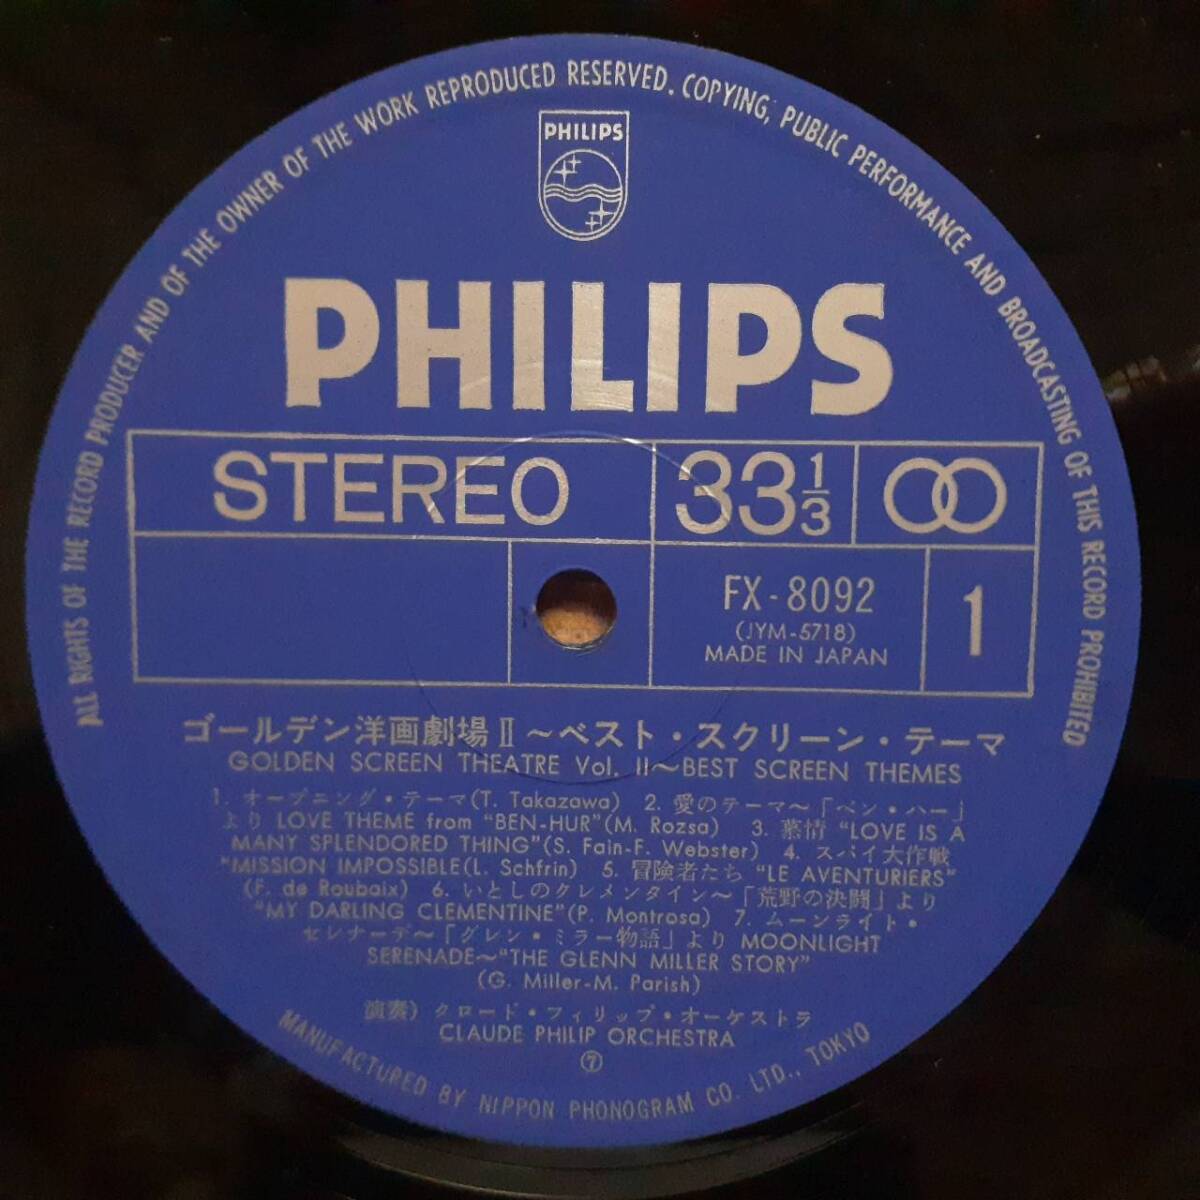 ALL RIGHTS OF THE RECORD PRODUCER AND OF THE OWNER OF THE WORK REPRODUCED RESERVED. COPYING, PUBLIC PERFORMANCE AND BROADCASTING OF THIS RECORD PROHIBITED
PHILIPS
PHILIPS
STEREO 33 1/3
FX-8092
(JYM-5718)
MADE IN JAPAN
1
ゴールデン洋画劇場Ⅱ～ベスト・スクリーン・テーマ
GOLDEN SCREEN THEATRE Vol. II～BEST SCREEN THEMES
1. オープニング・テーマ(T. Takazawa) 2. 愛のテーマ～「ベン・ハー」
より LOVE THEME from "BEN-HUR"(M. Rozsa) 3. 慕情 "LOVE IS A
MANY SPLENDORED THING"(S. Fain-F. Webster) 4. スパイ大作戦
"MISSION IMPOSSIBLE(L. Schfrin) 5. 冒険者たち "LE AVENTURIERS"
(F. de Roubaix) 6. いとしのクレメンタイン～「荒野の決闘」より
"MY DARLING CLEMENTINE"(P. Montrosa) 7. ムーンライト・
セレナーデ～「グレン・ミラー物語」より MOONLIGHT
SERENADE～"THE GLENN MILLER STORY"
(G. Miller-M. Parish)
演奏) クロード・フィリップ・オーケストラ
CLAUDE PHILIP ORCHESTRA
⑦
MANUFACTURED BY NIPPON PHONOGRAM CO. LTD., TOKYO